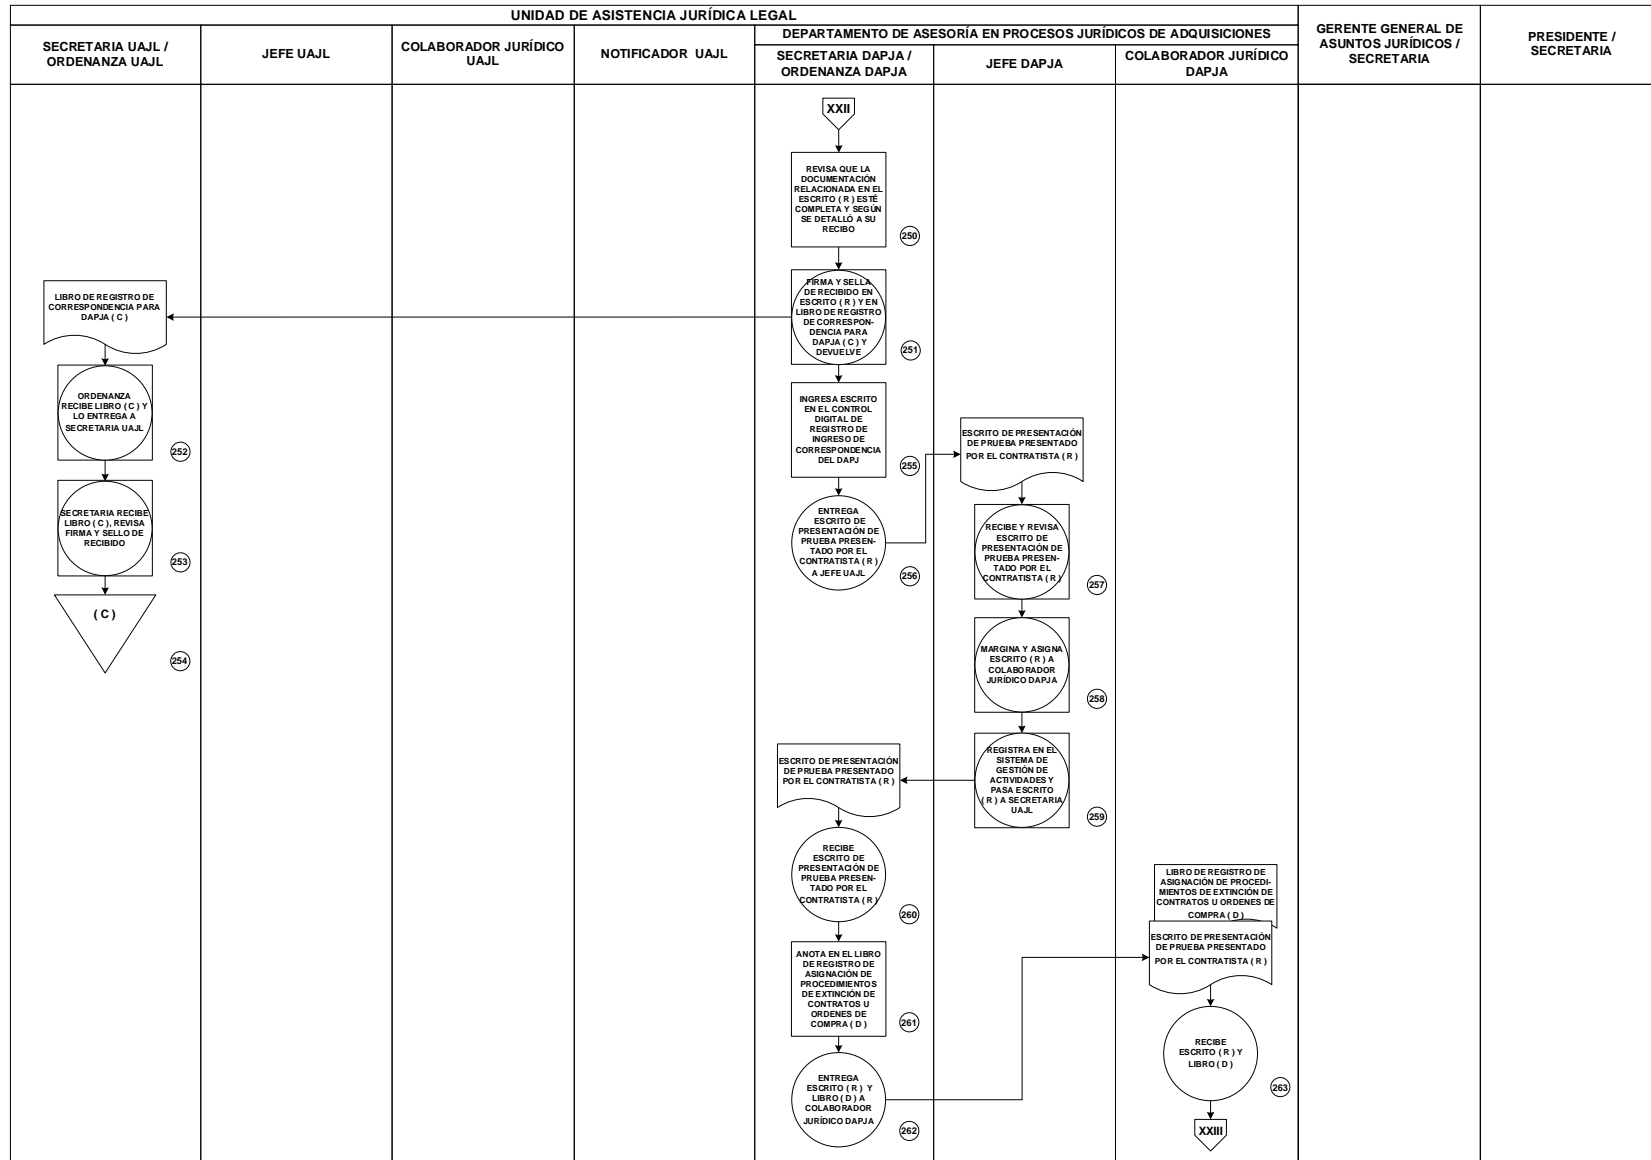 UNIDAD DE ASISTENCIA JURÍDICA LEGAL
SECRETARIA UAJL /
ORDENANZA UAJL
JEFE UAJL
COLABORADOR JURÍDICO
UAJL
NOTIFICADOR UAJL
DEPARTAMENTO DE ASESORÍA EN PROCESOS JURÍDICOS DE ADQUISICIONES
SECRETARIA DAPJA /
ORDENANZA DAPJA
JEFE DAPJA
COLABORADOR JURÍDICO
DAPJA
GERENTE GENERAL DE
ASUNTOS JURÍDICOS /
SECRETARIA
PRESIDENTE /
SECRETARIA
XXII
REVISA QUE LA
DOCUMENTACIÓN
RELACIONADA EN EL
ESCRITO ( R ) ESTÉ
COMPLETA Y SEGÚN
SE DETALLÓ A SU
RECIBO
250
FIRMA Y SELLA
DE RECIBIDO EN
ESCRITO ( R ) Y EN
LIBRO DE REGISTRO
DE CORRESPON-
DENCIA PARA
DAPJA ( C ) Y
DEVUELVE
251
LIBRO DE REGISTRO DE
CORRESPONDENCIA PARA
DAPJA ( C )
ORDENANZA
RECIBE LIBRO ( C ) Y
LO ENTREGA A
SECRETARIA UAJL
252
SECRETARIA RECIBE
LIBRO ( C ), REVISA
FIRMA Y SELLO DE
RECIBIDO
253
( C )
254
INGRESA ESCRITO
EN EL CONTROL
DIGITAL DE
REGISTRO DE
INGRESO DE
CORRESPONDENCIA
DEL DAPJ
255
ENTREGA
ESCRITO DE
PRESENTACIÓN DE
PRUEBA PRESEN-
TADO POR EL
CONTRATISTA ( R )
A JEFE UAJL
256
ESCRITO DE PRESENTACIÓN
DE PRUEBA PRESENTADO
POR EL CONTRATISTA ( R )
RECIBE Y REVISA
ESCRITO DE
PRESENTACIÓN DE
PRUEBA PRESEN-
TADO POR EL
CONTRATISTA ( R )
257
MARGINA Y ASIGNA
ESCRITO ( R ) A
COLABORADOR
JURÍDICO DAPJA
258
REGISTRA EN EL
SISTEMA DE
GESTIÓN DE
ACTIVIDADES Y
PASA ESCRITO
( R ) A SECRETARIA
UAJL
259
ESCRITO DE PRESENTACIÓN
DE PRUEBA PRESENTADO
POR EL CONTRATISTA ( R )
RECIBE
ESCRITO DE
PRESENTACIÓN DE
PRUEBA PRESEN-
TADO POR EL
CONTRATISTA ( R )
260
ANOTA EN EL LIBRO
DE REGISTRO DE
ASIGNACIÓN DE
PROCEDIMIENTOS
DE EXTINCIÓN DE
CONTRATOS U
ORDENES DE
COMPRA ( D )
261
ENTREGA
ESCRITO ( R ) Y
LIBRO ( D ) A
COLABORADOR
JURÍDICO DAPJA
262
LIBRO DE REGISTRO DE
ASIGNACIÓN DE PROCEDI-
MIENTOS DE EXTINCIÓN DE
CONTRATOS U ORDENES DE
COMPRA ( D )
ESCRITO DE PRESENTACIÓN
DE PRUEBA PRESENTADO
POR EL CONTRATISTA ( R )
RECIBE
ESCRITO ( R ) Y
LIBRO ( D )
263
XXIII